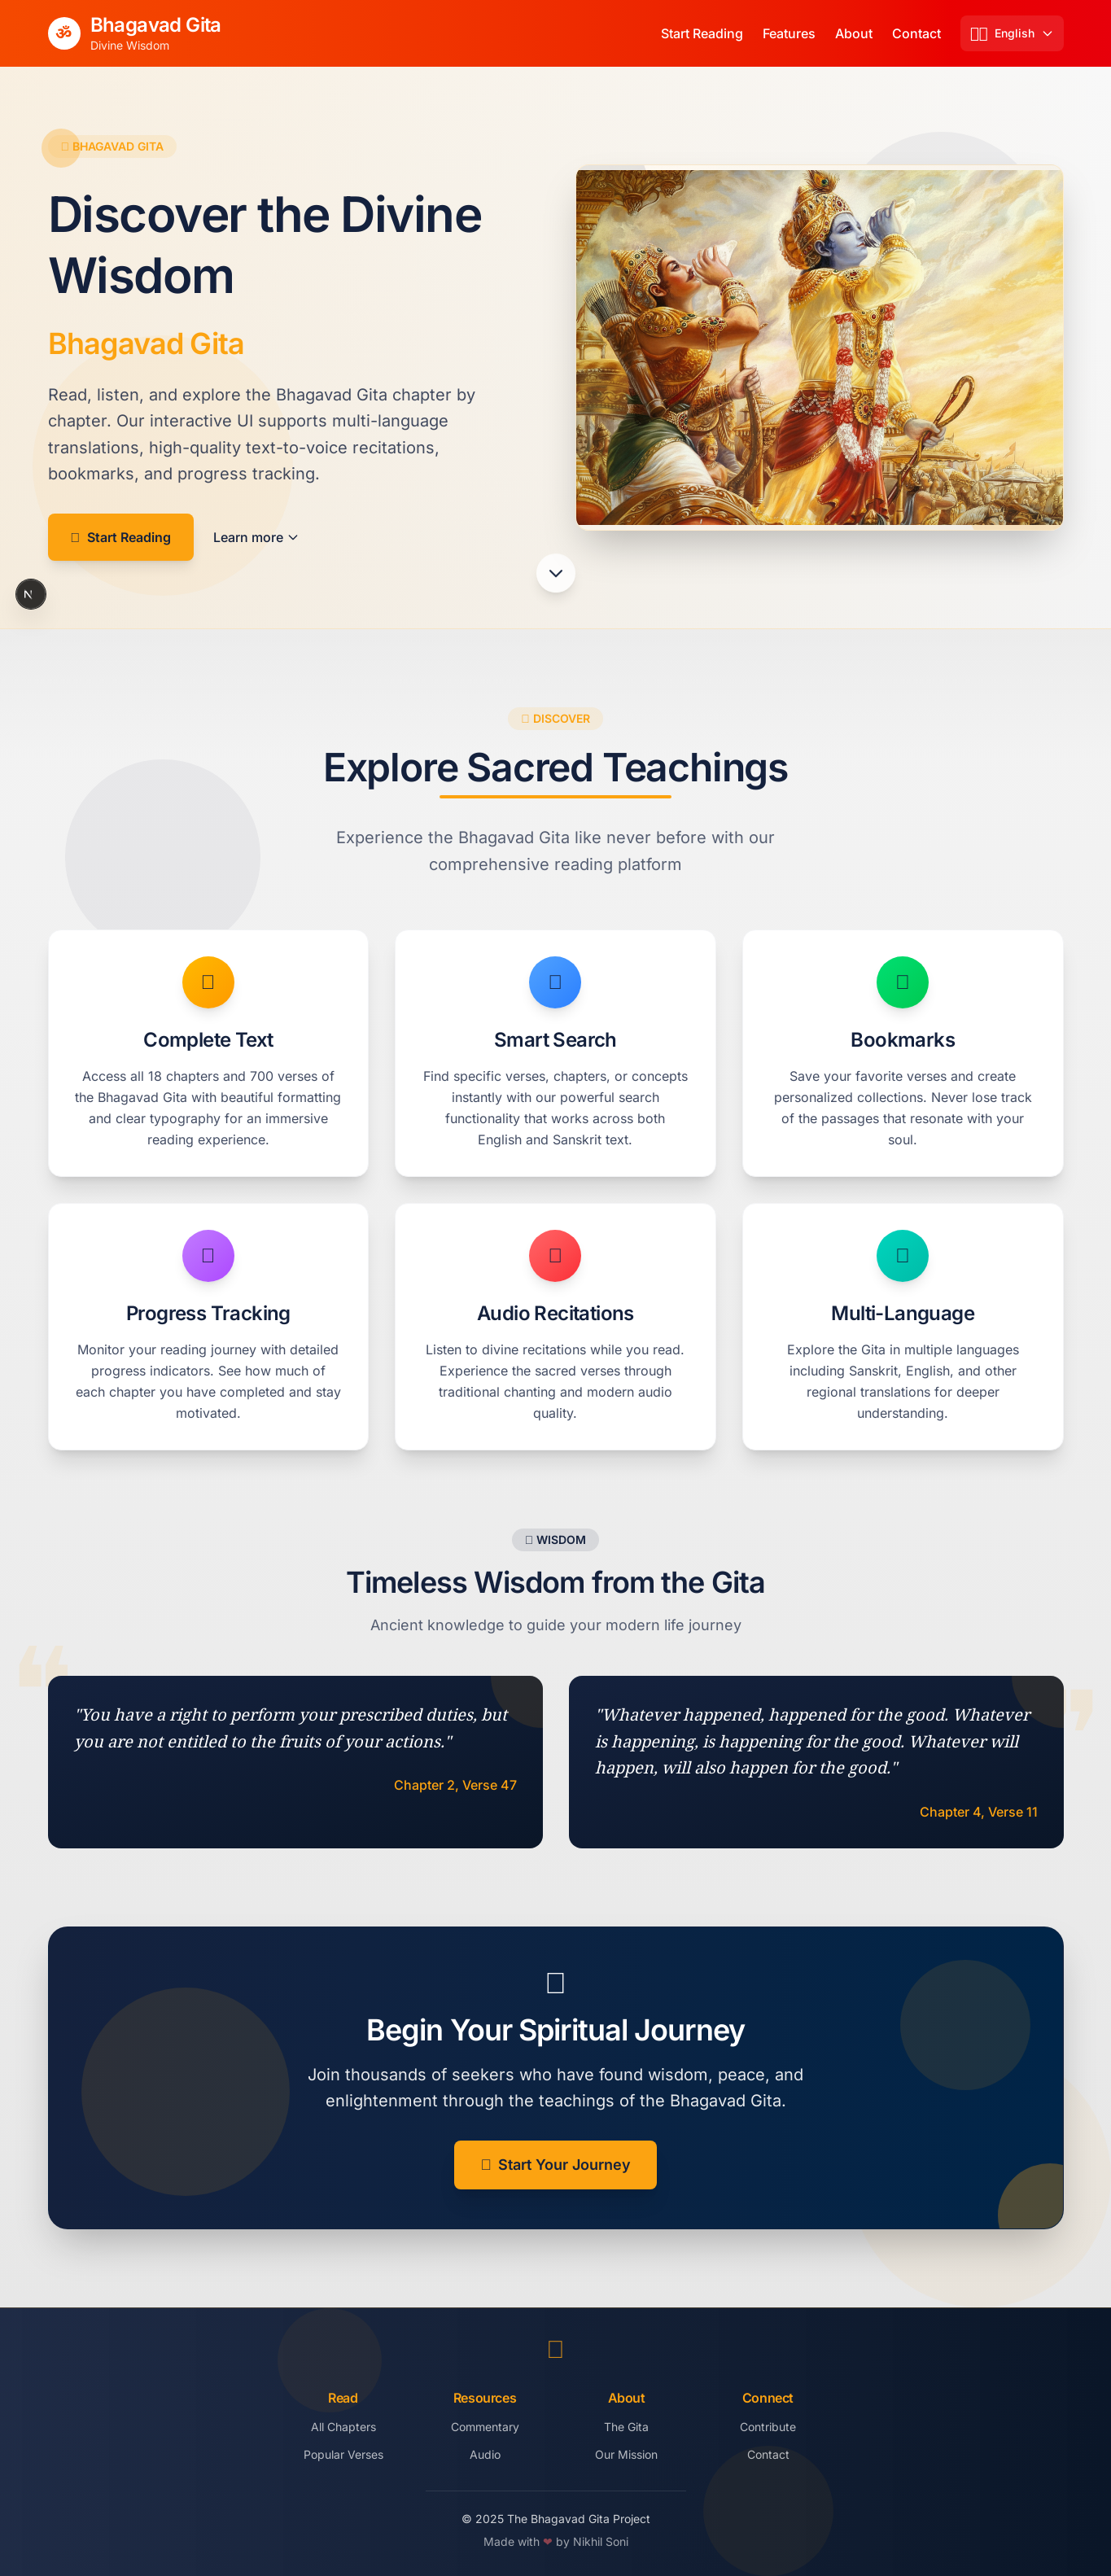 ॐ
Bhagavad Gita
Divine Wisdom
Start Reading
Features
About
Contact
English
BHAGAVAD GITA
Discover the Divine
Wisdom
Bhagavad Gita
Read, listen, and explore the Bhagavad Gita chapter by
chapter. Our interactive UI supports multi-language
translations, high-quality text-to-voice recitations,
bookmarks, and progress tracking.
Start Reading
Learn more
N
DISCOVER
Explore Sacred Teachings
Experience the Bhagavad Gita like never before with our
comprehensive reading platform
Complete Text
Access all 18 chapters and 700 verses of
the Bhagavad Gita with beautiful formatting
and clear typography for an immersive
reading experience.
Smart Search
Find specific verses, chapters, or concepts
instantly with our powerful search
functionality that works across both
English and Sanskrit text.
Bookmarks
Save your favorite verses and create
personalized collections. Never lose track
of the passages that resonate with your
soul.
Progress Tracking
Monitor your reading journey with detailed
progress indicators. See how much of
each chapter you have completed and stay
motivated.
Audio Recitations
Listen to divine recitations while you read.
Experience the sacred verses through
traditional chanting and modern audio
quality.
Multi-Language
Explore the Gita in multiple languages
including Sanskrit, English, and other
regional translations for deeper
understanding.
WISDOM
Timeless Wisdom from the Gita
Ancient knowledge to guide your modern life journey
"You have a right to perform your prescribed duties, but
you are not entitled to the fruits of your actions."
Chapter 2, Verse 47
"Whatever happened, happened for the good. Whatever
is happening, is happening for the good. Whatever will
happen, will also happen for the good."
Chapter 4, Verse 11
Begin Your Spiritual Journey
Join thousands of seekers who have found wisdom, peace, and
enlightenment through the teachings of the Bhagavad Gita.
Start Your Journey
Read
All Chapters
Popular Verses
Resources
Commentary
Audio
About
The Gita
Our Mission
Connect
Contribute
Contact
© 2025 The Bhagavad Gita Project
Made with ❤ by Nikhil Soni